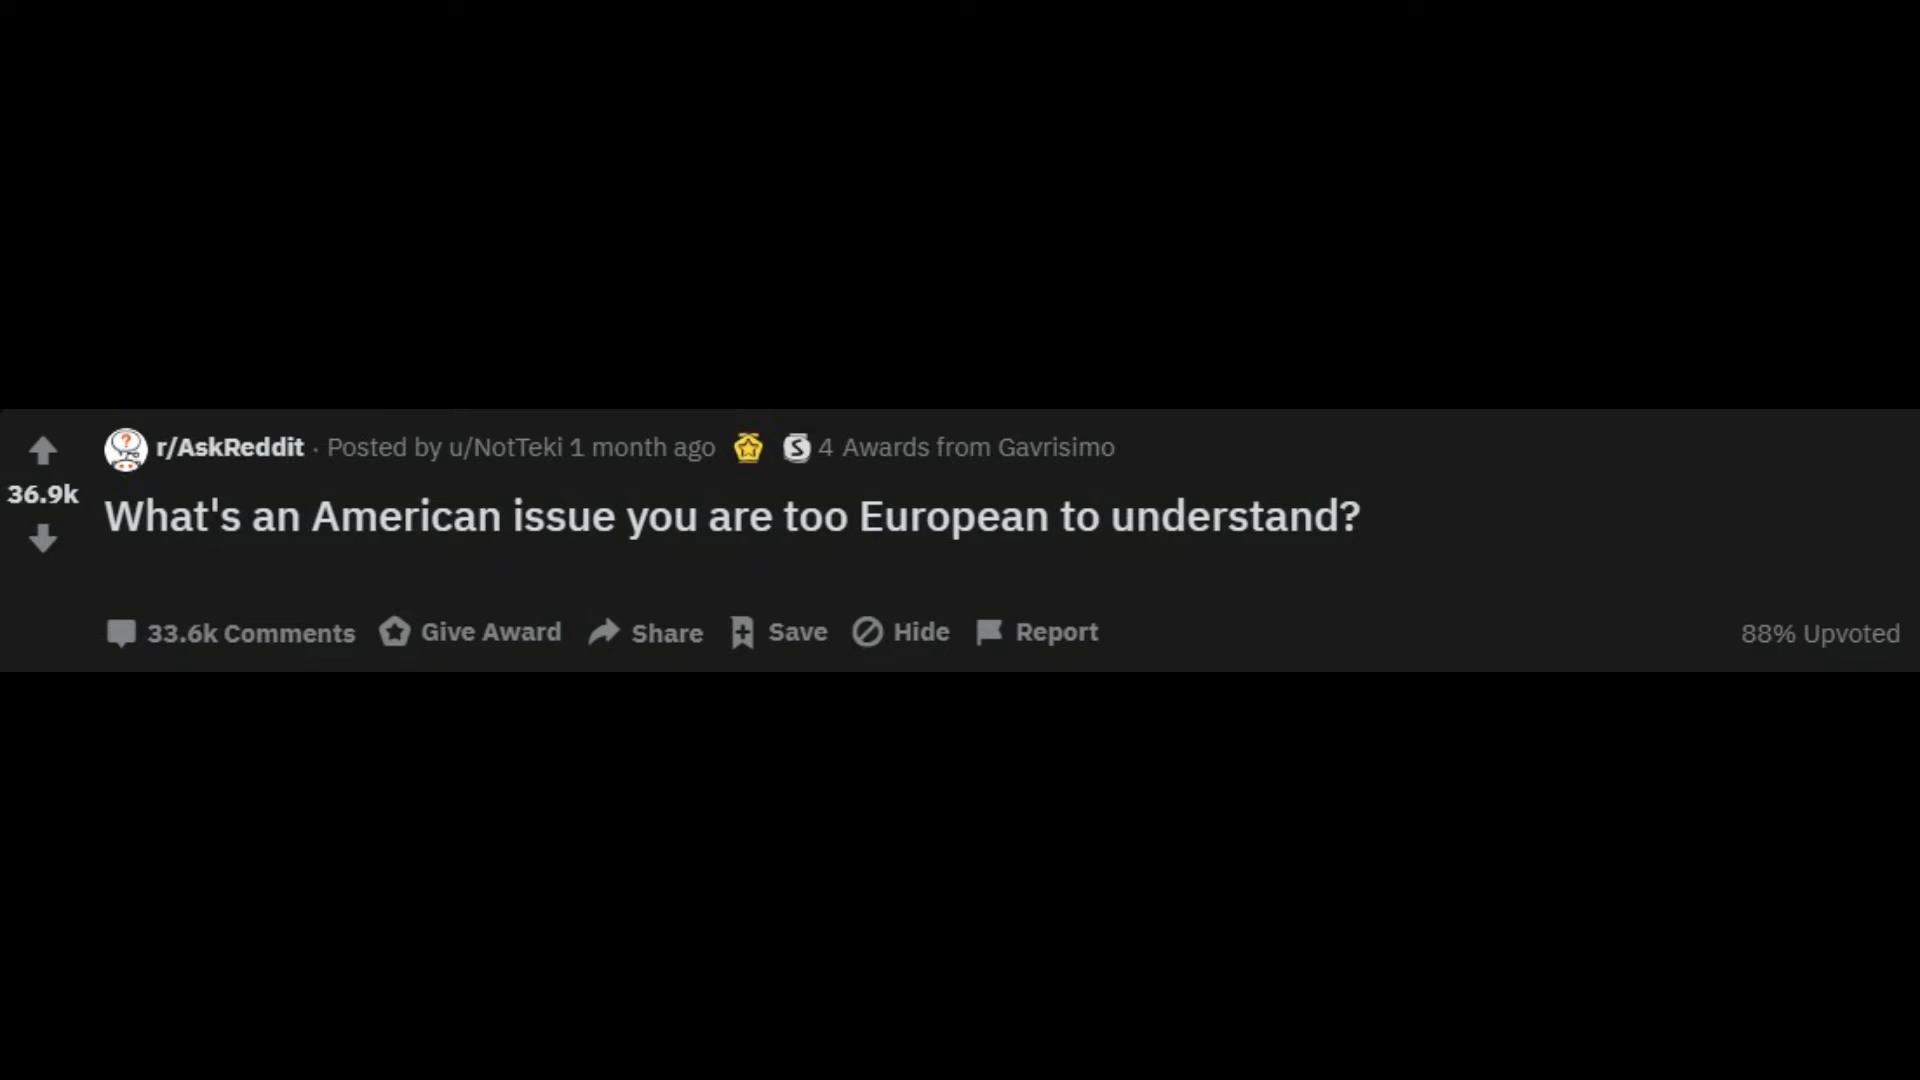 r/AskReddit · Posted by u/NotTeki 1 month ago S 4 Awards from Gavrisimo
36.9k
What's an American issue you are too European to understand?
33.6k Comments Give Award Share Save Hide Report 88% Upvoted